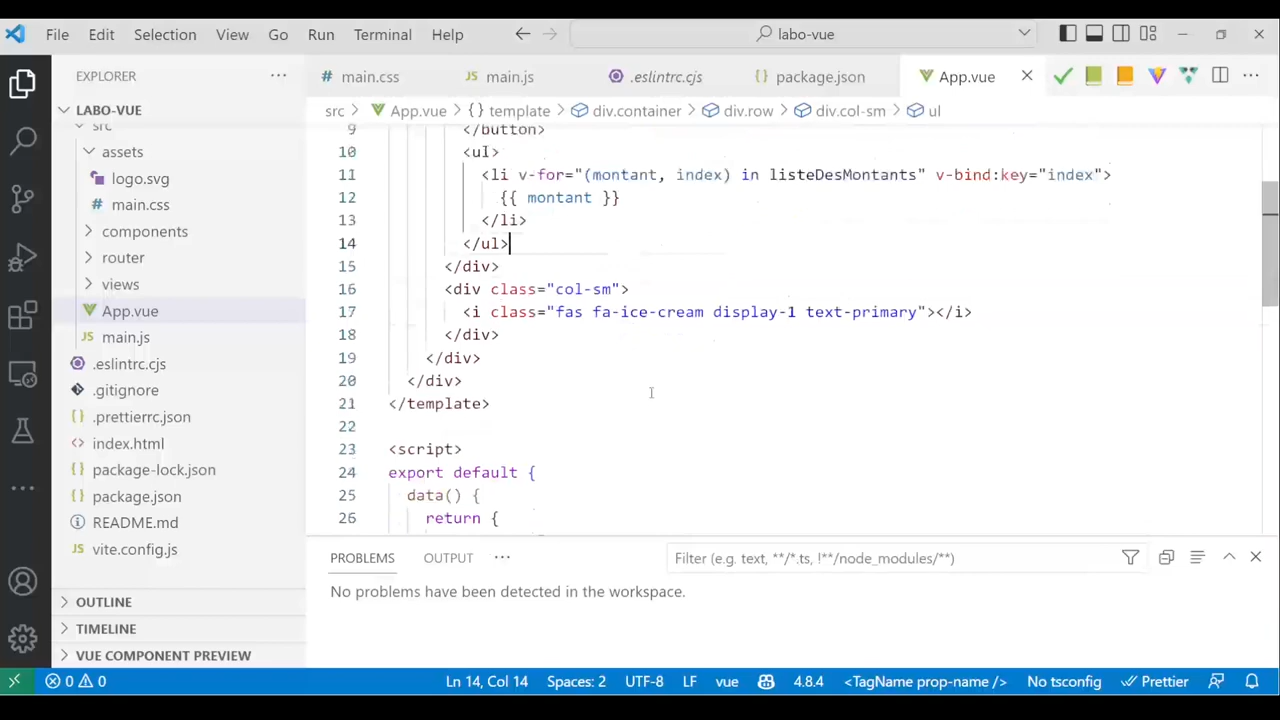 File Edit Selection View Go Run Terminal Help labo-vue
EXPLORER
main.css JS main.js .eslintrc.cjs {} package.json App.vue
LABO-VUE
src > App.vue > {} template > div.container > div.row > div.col-sm > ul
src
assets
logo.svg
# main.css
components
router
views
App.vue
JS main.js
.eslintrc.cjs
.gitignore
{} .prettierrc.json
<> index.html
{} package-lock.json
{} package.json
README.md
JS vite.config.js
OUTLINE
TIMELINE
VUE COMPONENT PREVIEW
9 </button>
10 <ul>
11 <li v-for="(montant, index) in listeDesMontants" v-bind:key="index">
12 {{ montant }}
13 </li>
14 </ul>
15 </div>
16 <div class="col-sm">
17 <i class="fas fa-ice-cream display-1 text-primary"></i>
18 </div>
19 </div>
20 </div>
21 </template>
22
23 <script>
24 export default {
25 data() {
26 return {
PROBLEMS OUTPUT ··· Filter (e.g. text, **/*.ts, !**/node_modules/**)
No problems have been detected in the workspace.
0 0 Ln 14, Col 14 Spaces: 2 UTF-8 LF vue 4.8.4 <TagName prop-name /> No tsconfig Prettier